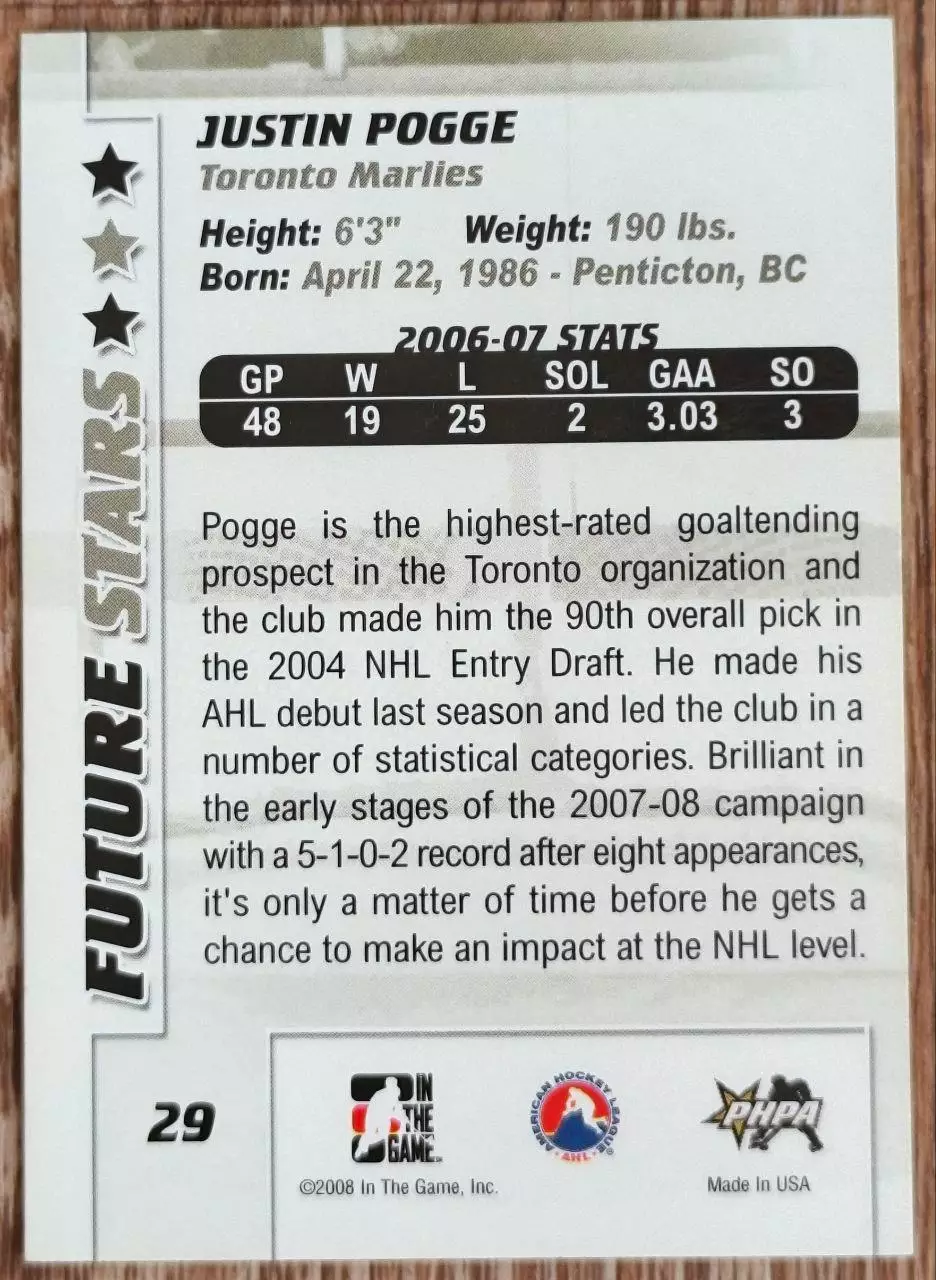 JUSTIN POGGE
Toronto Marlies
Height: 6'3" Weight: 190 lbs.
Born: April 22, 1986 - Penticton, BC
2006-07 STATS
GP W L SOL GAA SO
48 19 25 2 3.03 3
Pogge is the highest-rated goaltending
prospect in the Toronto organization and
the club made him the 90th overall pick in
the 2004 NHL Entry Draft. He made his
AHL debut last season and led the club in a
number of statistical categories. Brilliant in
the early stages of the 2007-08 campaign
with a 5-1-0-2 record after eight appearances,
it's only a matter of time before he gets a
chance to make an impact at the NHL level.
FUTURE STARS
29
IN
THE
GAME
AMERICAN HOCKEY LEAGUE
AHL
PHPA
©2008 In The Game, Inc.
Made In USA